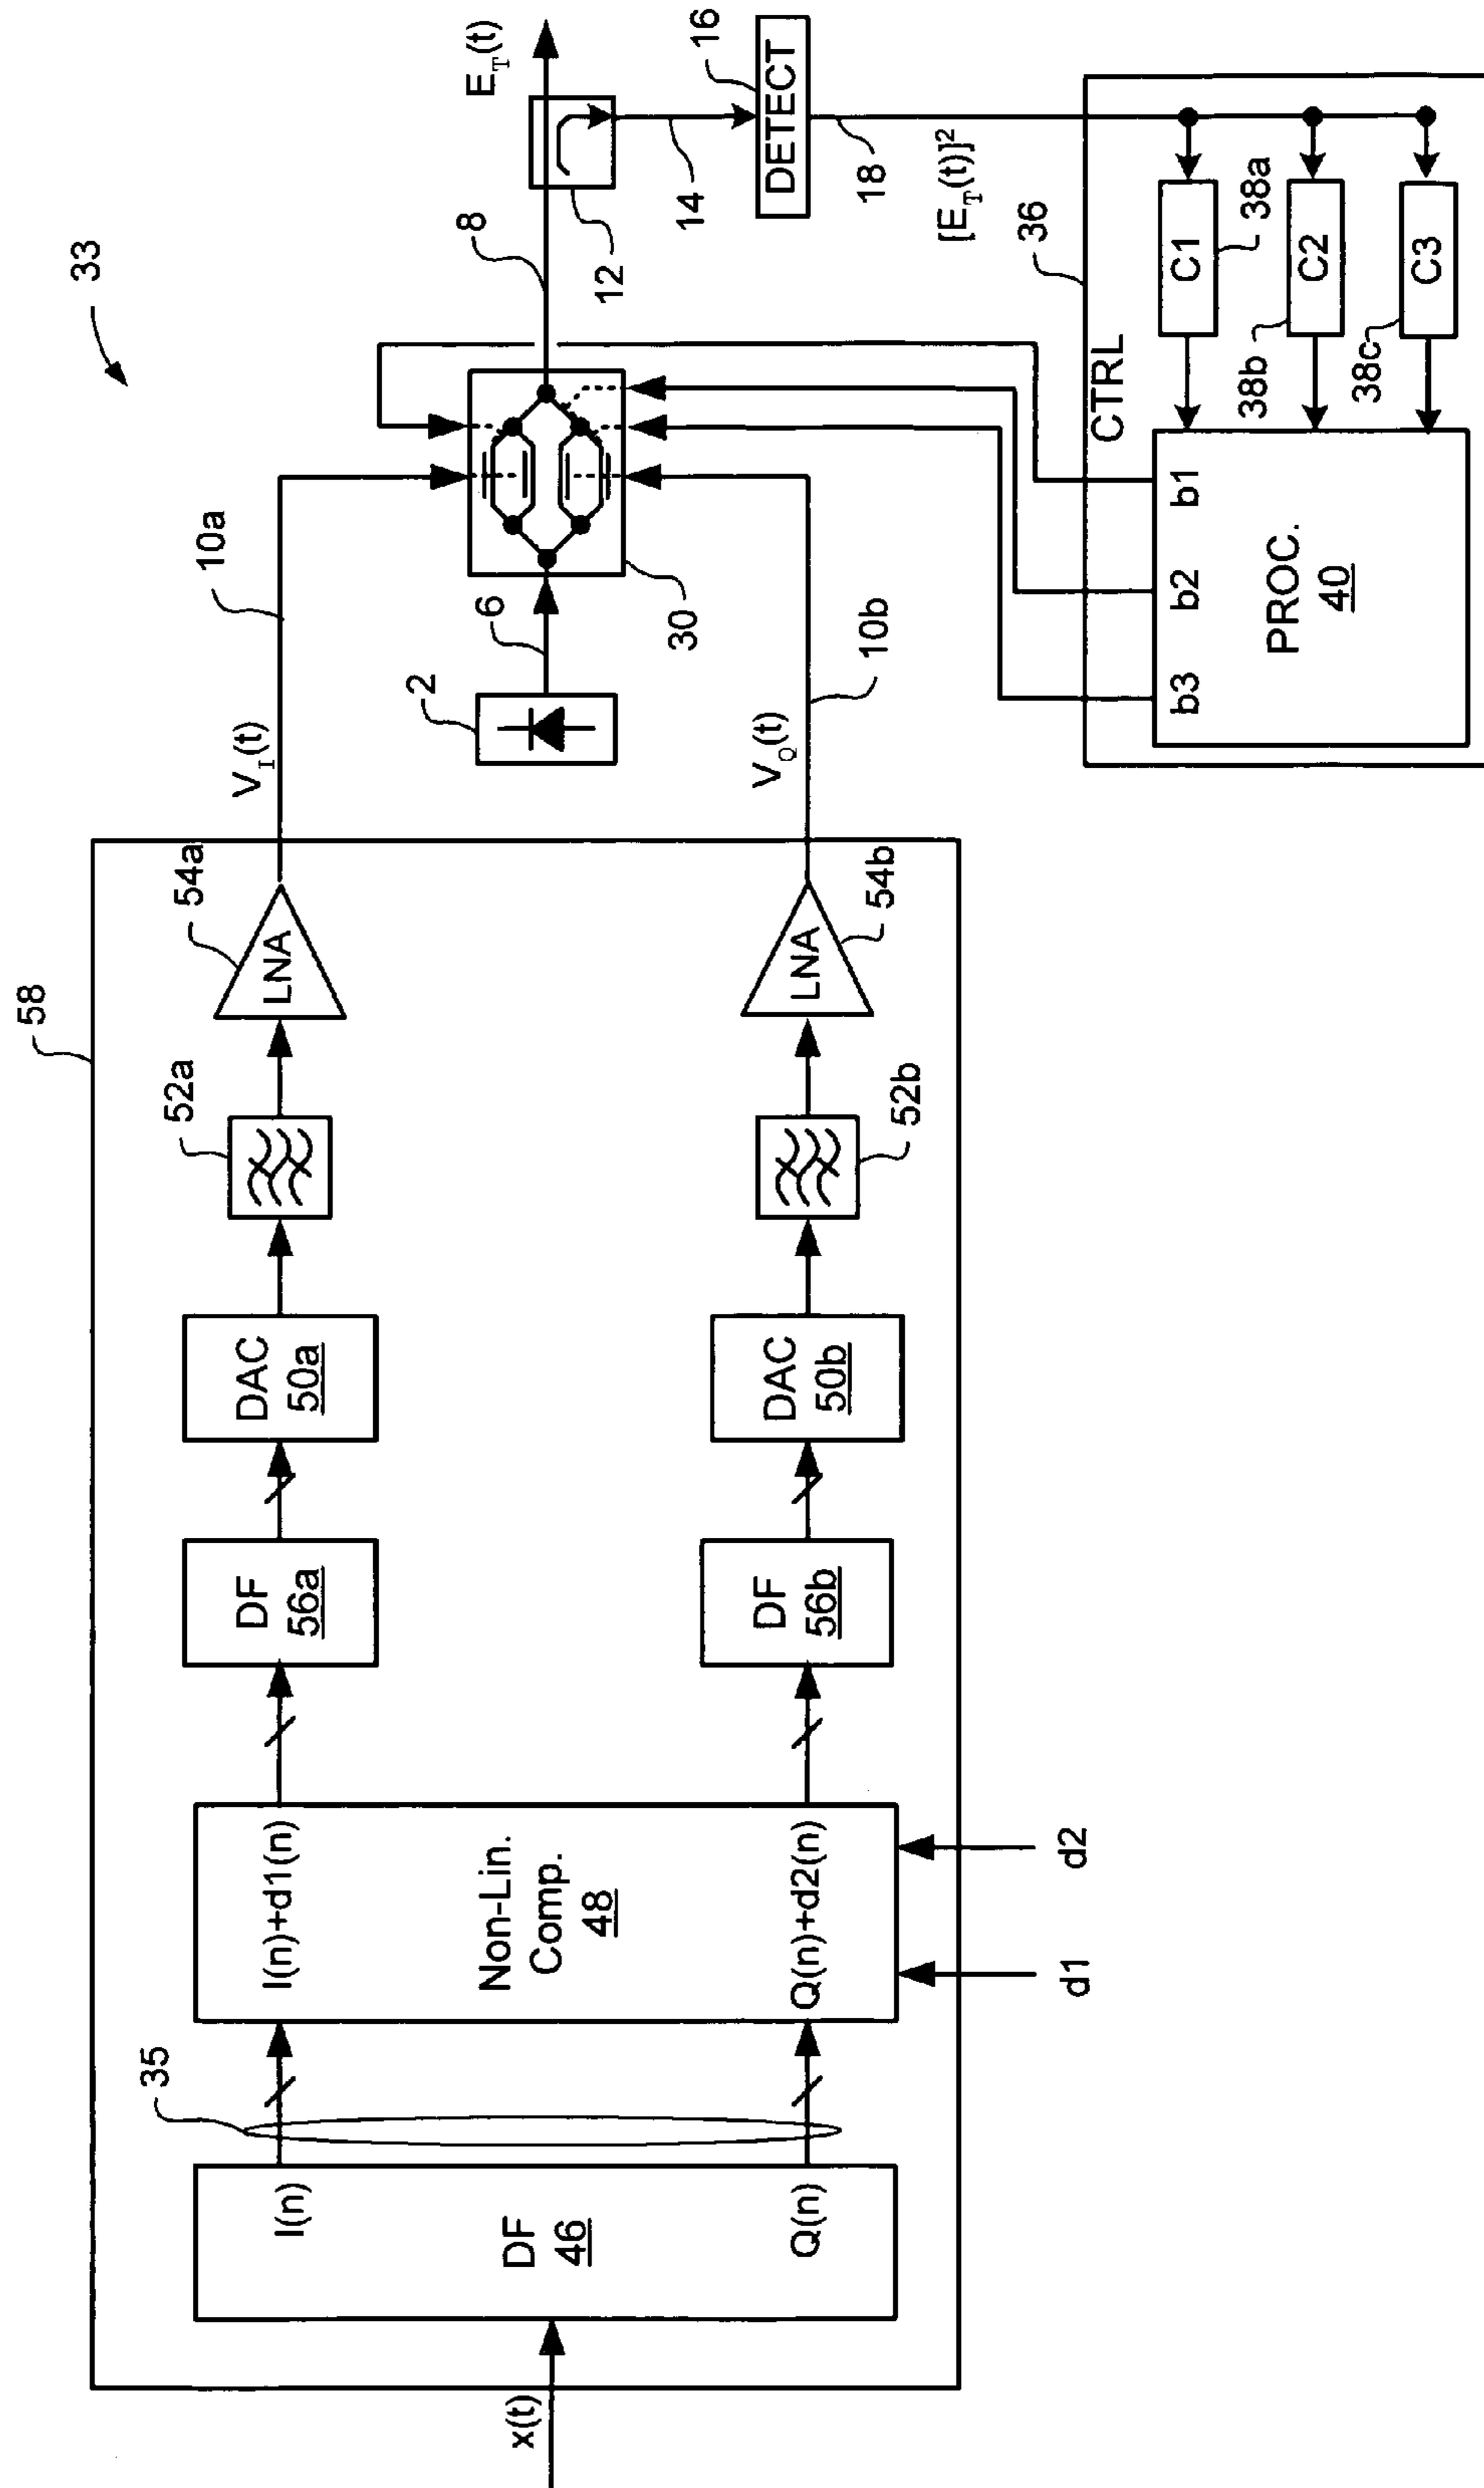 33
58
x(t)
DF
46
I(n)
Q(n)
35
I(n)+d1(n)
Non-Lin.
Comp.
48
Q(n)+d2(n)
d1
d2
DF
56a
DF
56b
DAC
50a
DAC
50b
52a
52b
LNA
54a
LNA
54b
V_I(t)
10a
V_Q(t)
10b
2
6
30
8
12
E_T(t)
14
DETECT
16
18
[E_T(t)]²
36
CTRL
C1
38a
C2
38b
C3
38c
b1
b2
b3
PROC.
40